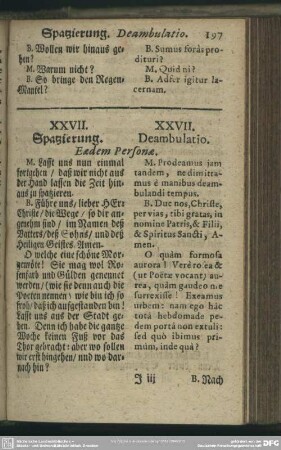 Spatzierung. Deambulatio. 197
B. Wollen wir hinaus ge-
hen?
M. Warum nicht?
B. So bringe den Regen-
Mantel?
B. Sumus foràs pro-
dituri?
M. Quid ni?
B. Adfer igitur la-
cernam.
XXVII.
Spatzierung.
XXVII.
Deambulatio.
Eædem Personæ.
M. Lasst uns nun einmal
fortgehen / daß wir nicht aus
der Hand lassen die Zeit hin-
aus zu spatzieren.
B. Führe uns / lieber HErr
Christe / die Wege / so dir an-
genehm sind / im Namen deß
Vatters / deß Sohns / und deß
Heiligen Geistes. Amen.
O welche eine schöne Mor-
genröte! Sie mag wol Ro-
senfarb und Gülden genennet
werden / (wie sie denn auch die
Poeten nennen: wie bin ich so
froh / daß ich aufgestanden bin!
Lasst uns aus der Stadt ge-
hen. Denn ich habe die gantze
Woche keinen Fuß vor das
Thor gebracht: aber wo sollen
wir erst hingehen / und wo dar-
nach hin?
M. Prodeamus jam
tandem, ne dimitta-
mus è manibus deam-
bulandi tempos.
B. Duc nos, Christe,
per vias, tibi gratas, in
nomine Patris, & Filii,
& Spiritus Sancti, A-
men.
O quàm formosa
aurora! Verè rosea &
(ut Poëtæ vocant) au-
rea, quàm gaudeo me
surrexisse! Exeamus
urbem: nam ego hâc
totâ hebdomade pe-
dem portâ non extuli:
sed quò ibimus pri-
mùm, inde quà?
J iij B. Nach